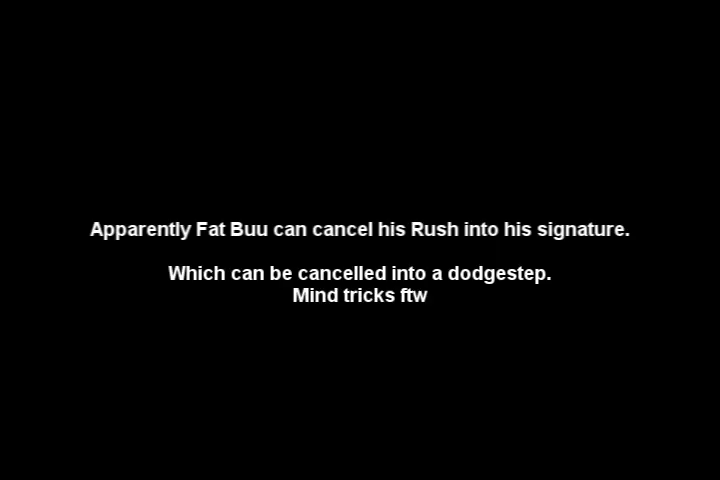 Apparently Fat Buu can cancel his Rush into his signature.
Which can be cancelled into a dodgestep.
Mind tricks ftw